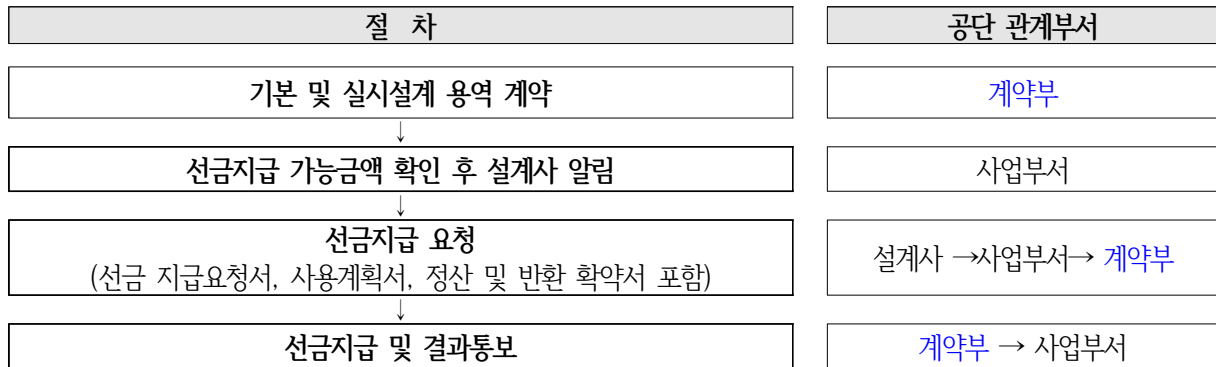 절 차
공단 관계부서
기본 및 실시설계 용역 계약
계약부
↓
선금지급 가능금액 확인 후 설계사 알림
사업부서
↓
선금지급 요청
(선금 지급요청서, 사용계획서, 정산 및 반환 확약서 포함)
설계사 →사업부서→ 계약부
↓
선금지급 및 결과통보
계약부 → 사업부서